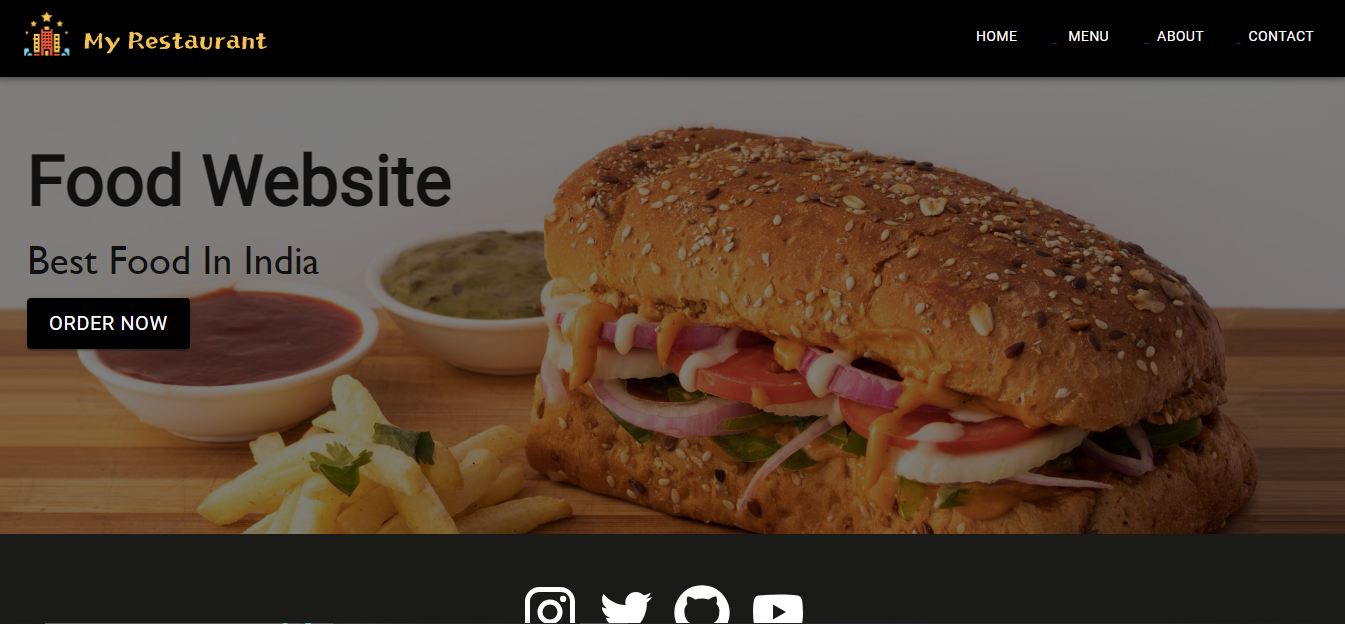 My Restaurant
HOME
MENU
ABOUT
CONTACT
Food Website
Best Food In India
ORDER NOW